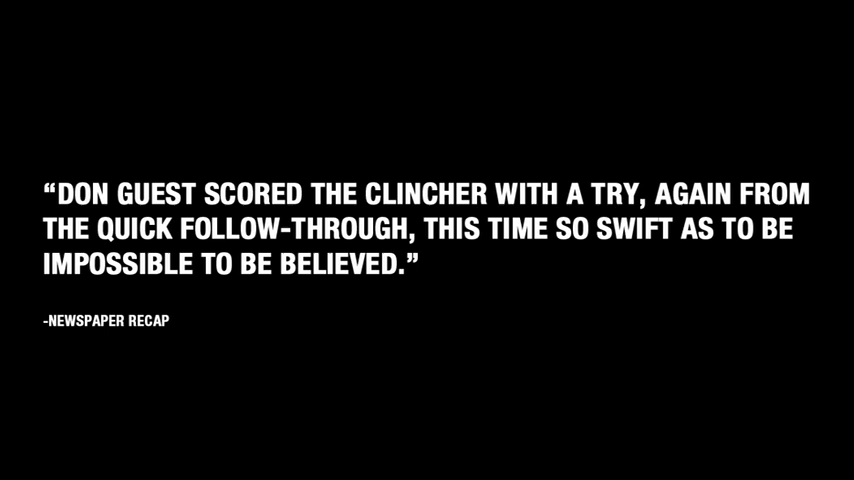 “DON GUEST SCORED THE CLINCHER WITH A TRY, AGAIN FROM
THE QUICK FOLLOW-THROUGH, THIS TIME SO SWIFT AS TO BE
IMPOSSIBLE TO BE BELIEVED.”
-NEWSPAPER RECAP